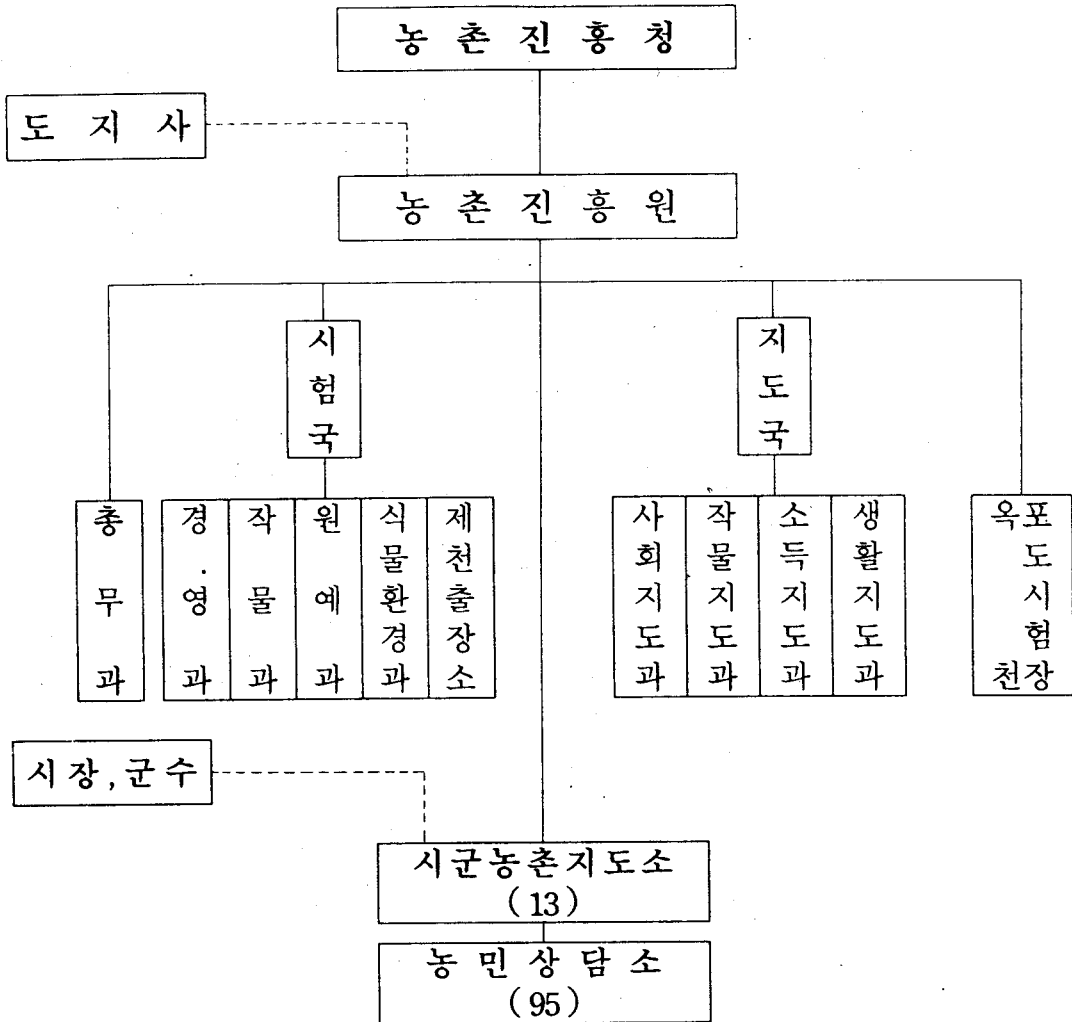 농촌진흥청
도지사
농촌진흥원
시험국
지도국
총무과
경영과
작물과
원예과
식물환경과
제천출장소
사회지도과
작물지도과
소득지도과
생활지도과
옥천포도시험장
시장,군수
시군농촌지도소
(13)
농민상담소
(95)